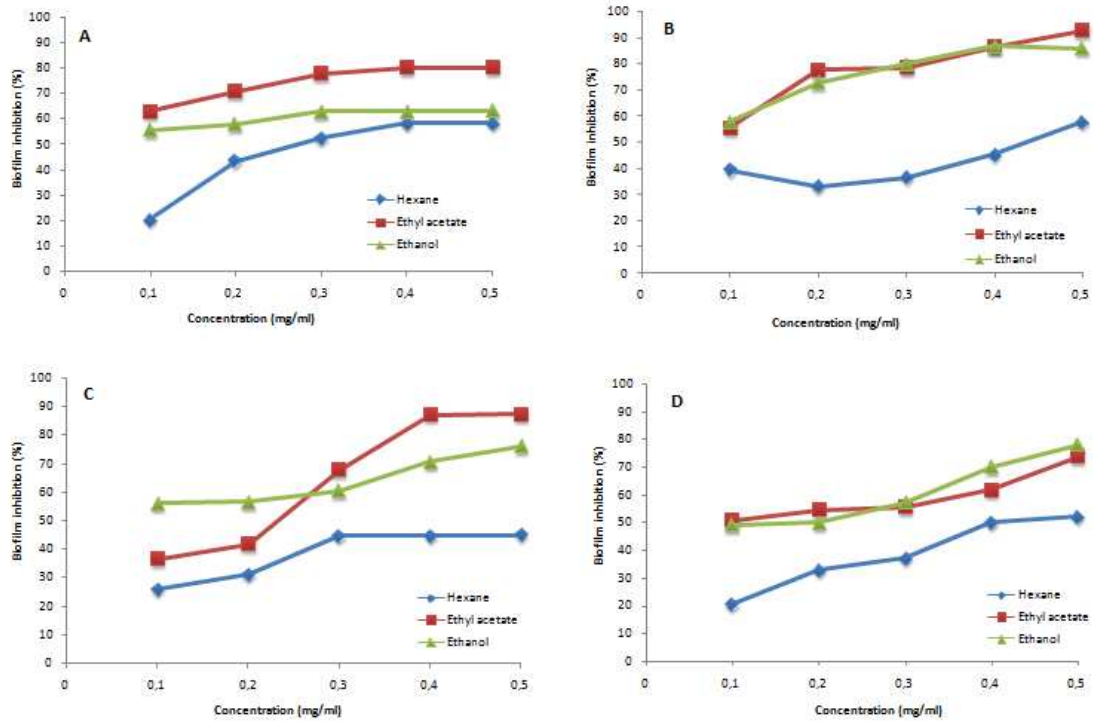 A
Biofilm inhibition (%)
100
90
80
70
60
50
40
30
20
10
0
Hexane
Ethyl acetate
Ethanol
0 0,1 0,2 0,3 0,4 0,5
Concentration (mg/ml)
B
Biofilm inhibition (%)
100
90
80
70
60
50
40
30
20
10
0
Hexane
Ethyl acetate
Ethanol
0 0,1 0,2 0,3 0,4 0,5
Concentration (mg/ml)
C
Biofilm inhibition (%)
100
90
80
70
60
50
40
30
20
10
0
Hexane
Ethyl acetate
Ethanol
0 0,1 0,2 0,3 0,4 0,5
Concentration (mg/ml)
D
Biofilm inhibition (%)
100
90
80
70
60
50
40
30
20
10
0
Hexane
Ethyl acetate
Ethanol
0 0,1 0,2 0,3 0,4 0,5
Concentration (mg/ml)